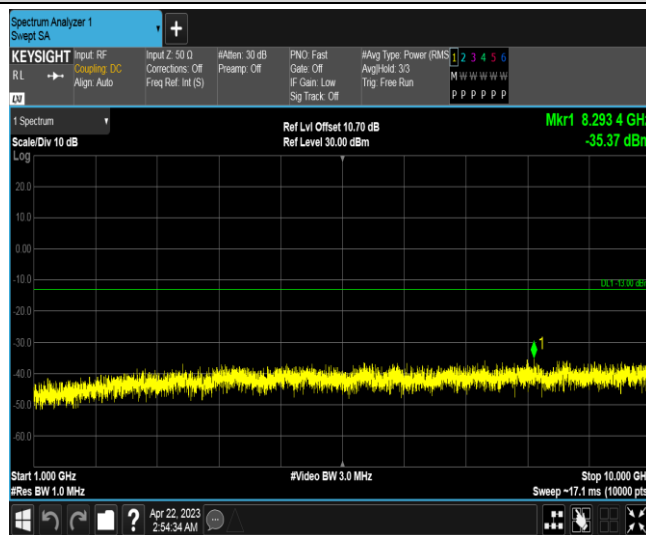 Spectrum Analyzer 1
Swept SA
+
KEYSIGHT Input: RF Input Z: 50 Ω #Atten: 30 dB PNO: Fast #Avg Type: Power (RMS 1 2 3 4 5 6
RL Coupling: DC Corrections: Off Preamp: Off Gate: Off Avg|Hold: 3/3 M W W W W W
Align: Auto Freq Ref: Int (S) IF Gain: Low Trig: Free Run
LXI Sig Track: Off P P P P P P
1 Spectrum Ref Lvl Offset 10.70 dB Mkr1 8.293 4 GHz
Scale/Div 10 dB Ref Level 30.00 dBm -35.37 dBm
Log
20.0
10.0
0.00
-10.0
DL1 -13.00 dBm
-20.0
-30.0
1
-40.0
-50.0
-60.0
Start 1.000 GHz #Video BW 3.0 MHz Stop 10.000 GHz
#Res BW 1.0 MHz Sweep ~17.1 ms (10000 pts
? Apr 22, 2023
2:54:34 AM